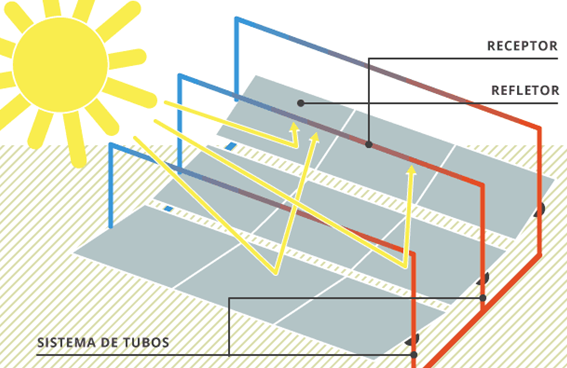 RECEPTOR
REFLETOR
SISTEMA DE TUBOS